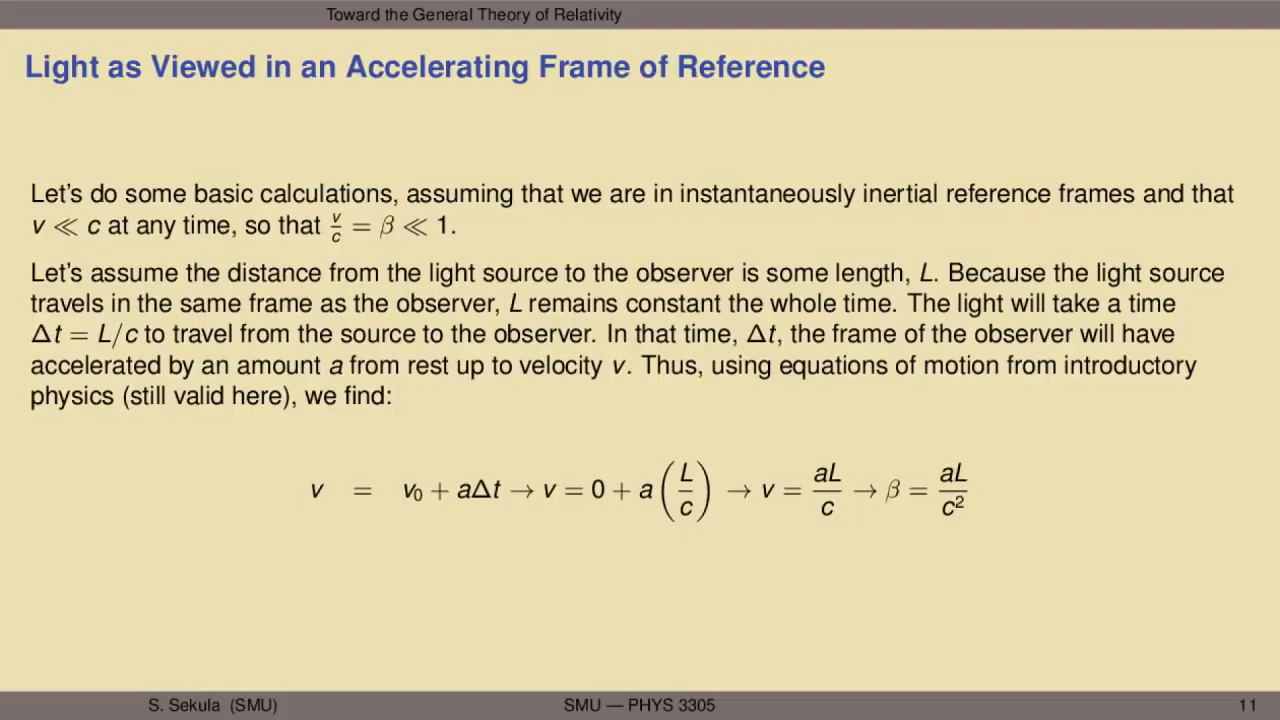 Toward the General Theory of Relativity
Light as Viewed in an Accelerating Frame of Reference
Let's do some basic calculations, assuming that we are in instantaneously inertial reference frames and that
v ≪ c at any time, so that v/c = β ≪ 1.
Let's assume the distance from the light source to the observer is some length, L. Because the light source
travels in the same frame as the observer, L remains constant the whole time. The light will take a time
Δt = L/c to travel from the source to the observer. In that time, Δt, the frame of the observer will have
accelerated by an amount a from rest up to velocity v. Thus, using equations of motion from introductory
physics (still valid here), we find:
v = v₀ + aΔt → v = 0 + a (L/c) → v = aL/c → β = aL/c²
S. Sekula (SMU) SMU — PHYS 3305 11